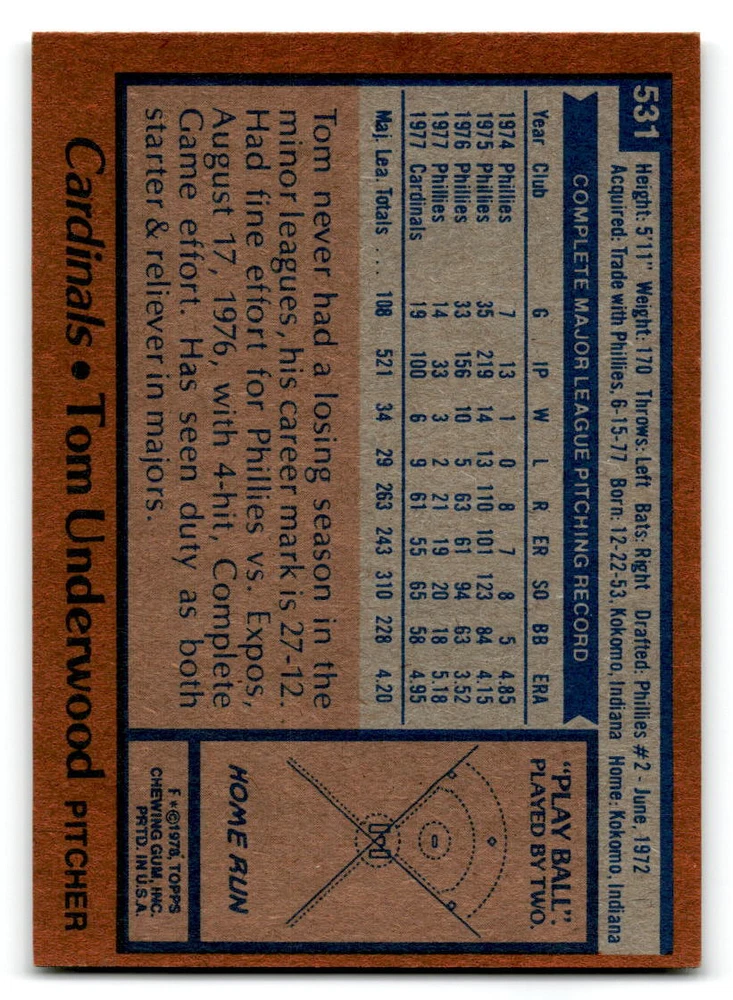 531
Height: 5'11" Weight: 170 Throws: Left Bats: Right Drafted: Phillies #2 - June, 1972
Acquired: Trade with Phillies, 6-15-77 Born: 12-22-53, Kokomo, Indiana Home: Kokomo, Indiana
COMPLETE MAJOR LEAGUE PITCHING RECORD
Year Club G IP W L R ER SO BB ERA
1974 Phillies 7 13 1 0 8 7 8 5 4.85
1975 Phillies 35 219 14 13 110 101 123 84 4.15
1976 Phillies 33 156 10 5 63 61 94 63 3.52
1977 Phillies 14 33 3 2 21 19 20 18 5.18
1977 Cardinals 19 100 6 9 61 55 65 58 4.95
Maj. Lea. Totals ... 108 521 34 29 263 243 310 228 4.20
Tom never had a losing season in the
minor leagues, his career mark is 27-12.
Had fine effort for Phillies vs. Expos,
August 17, 1976, with 4-hit, Complete
Game effort. Has seen duty as both
starter & reliever in majors.
"PLAY BALL":
PLAYED BY TWO.
HOME RUN
F*©1978, TOPPS
CHEWING GUM, INC.
PRTD. IN U.S.A.
Cardinals • Tom Underwood PITCHER